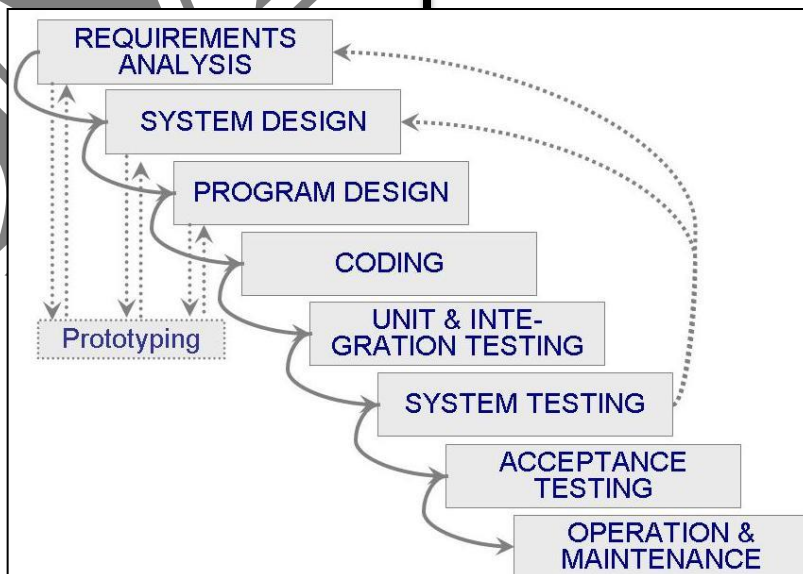 REQUIREMENTS
ANALYSIS
SYSTEM DESIGN
PROGRAM DESIGN
CODING
Prototyping
UNIT & INTE-
GRATION TESTING
SYSTEM TESTING
ACCEPTANCE
TESTING
OPERATION &
MAINTENANCE